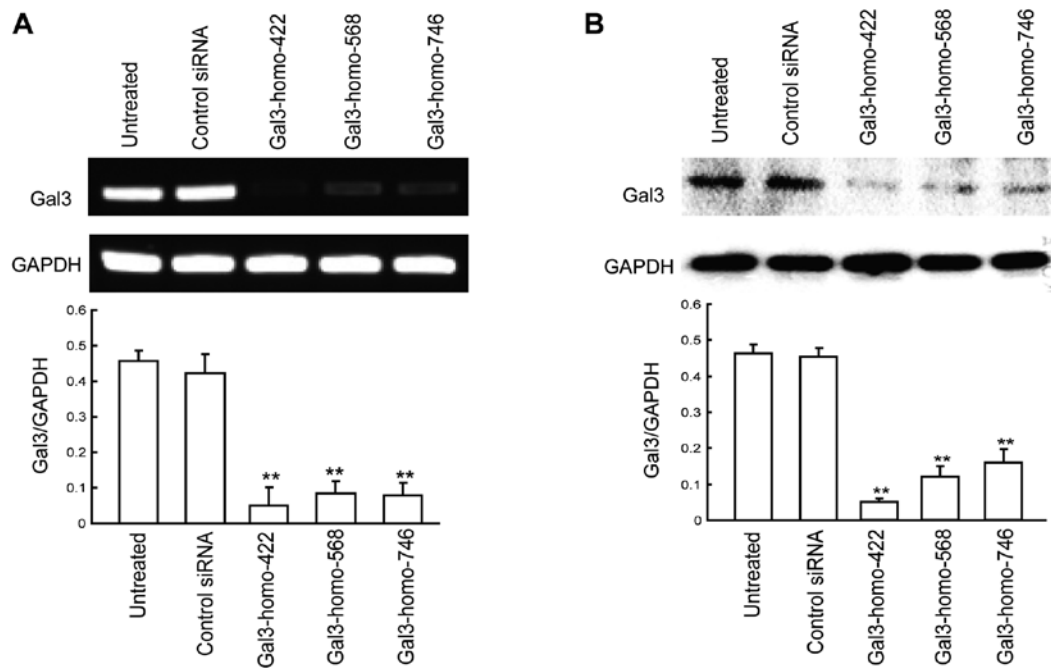 A
Untreated
Control siRNA
Gal3-homo-422
Gal3-homo-568
Gal3-homo-746
Gal3
GAPDH
0.6
0.5
0.4
0.3
0.2
0.1
0
Gal3/GAPDH
**
**
**
Untreated
Control siRNA
Gal3-homo-422
Gal3-homo-568
Gal3-homo-746
B
Untreated
Control siRNA
Gal3-homo-422
Gal3-homo-568
Gal3-homo-746
Gal3
GAPDH
0.6
0.5
0.4
0.3
0.2
0.1
0
Gal3/GAPDH
**
**
**
Untreated
Control siRNA
Gal3-homo-422
Gal3-homo-568
Gal3-homo-746